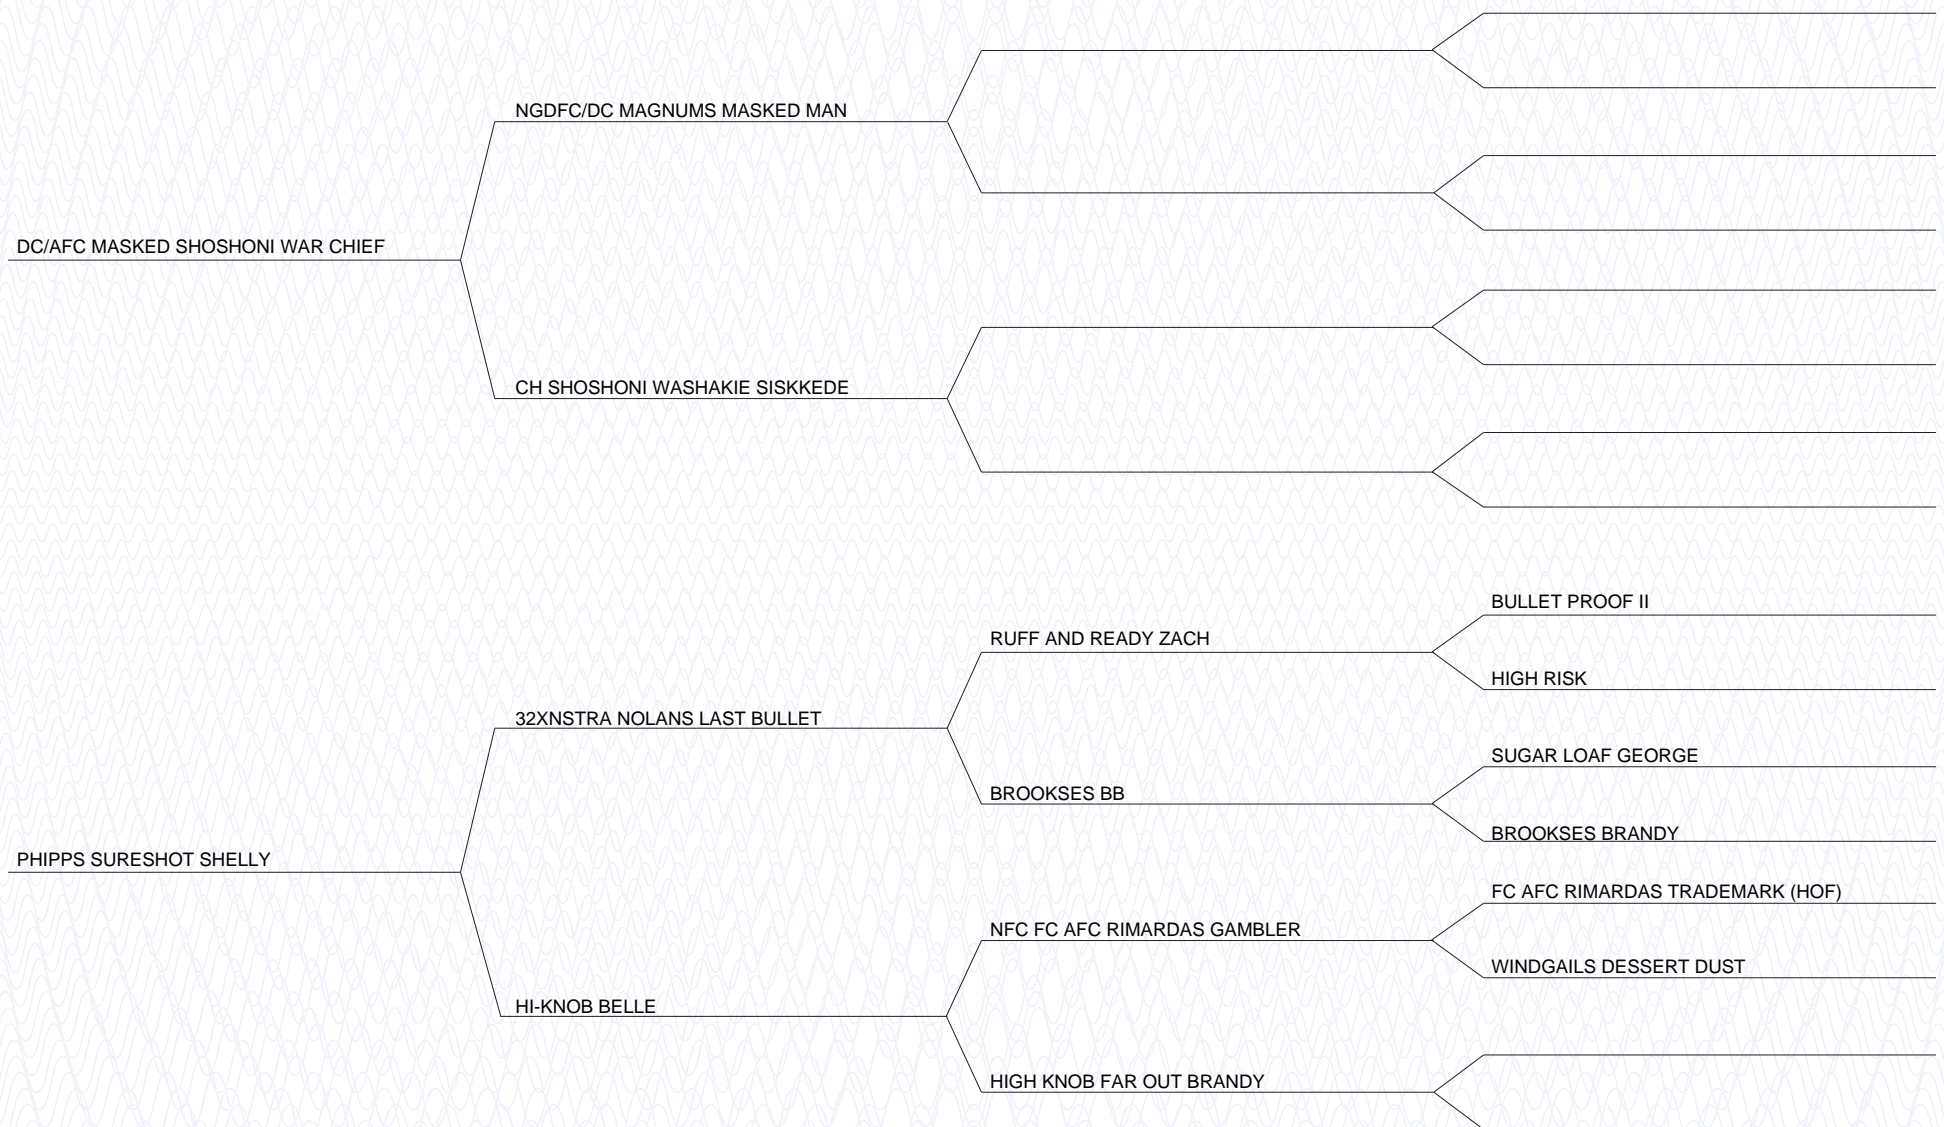 NGDFC/DC MAGNUMS MASKED MAN
DC/AFC MASKED SHOSHONI WAR CHIEF
CH SHOSHONI WASHAKIE SISKKEDE
BULLET PROOF II
RUFF AND READY ZACH
HIGH RISK
32XNSTRA NOLANS LAST BULLET
SUGAR LOAF GEORGE
BROOKSES BB
BROOKSES BRANDY
PHIPPS SURESHOT SHELLY
FC AFC RIMARDAS TRADEMARK (HOF)
NFC FC AFC RIMARDAS GAMBLER
WINDGAILS DESSERT DUST
HI-KNOB BELLE
HIGH KNOB FAR OUT BRANDY